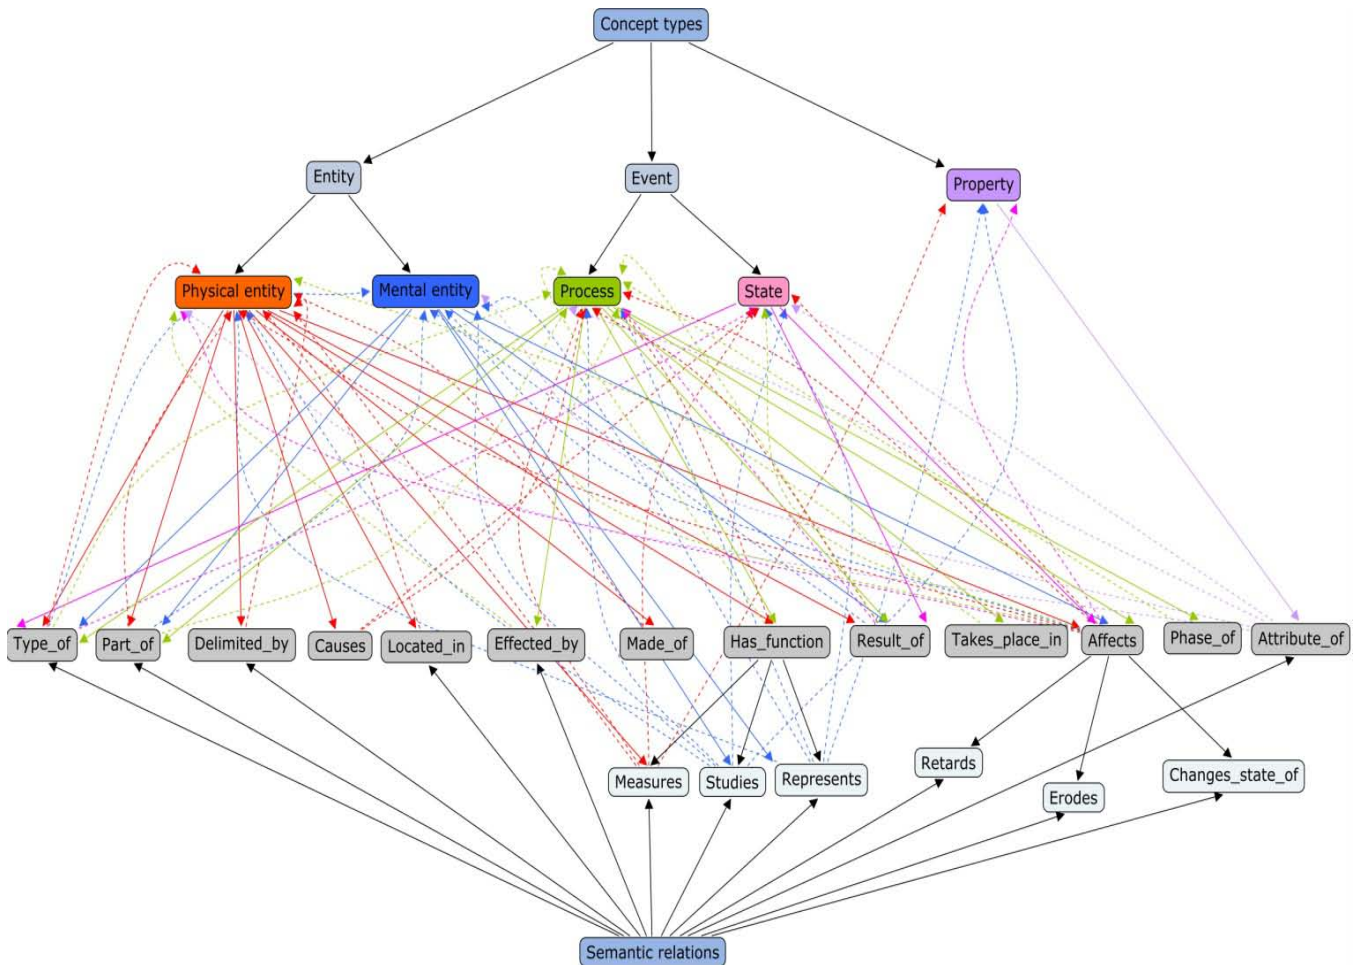 Concept types
Entity
Event
Property
Physical entity
Mental entity
Process
State
Type_of
Part_of
Delimited_by
Causes
Located_in
Effected_by
Made_of
Has_function
Result_of
Takes_place_in
Affects
Phase_of
Attribute_of
Measures
Studies
Represents
Retards
Erodes
Changes_state_of
Semantic relations